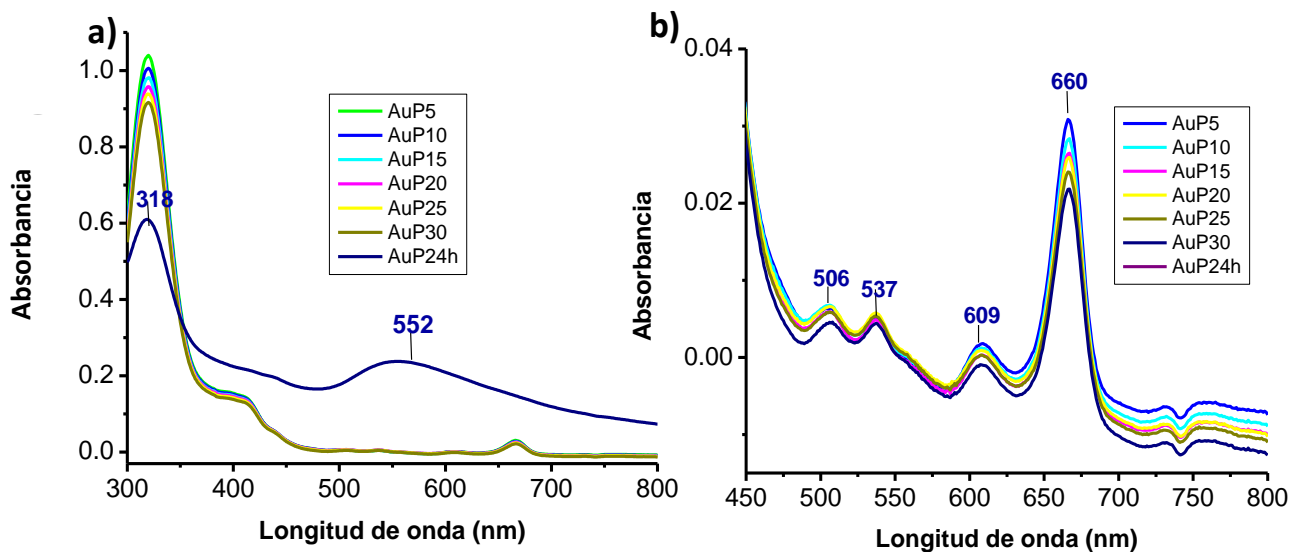 a)
1.0
0.8
0.6
0.4
0.2
0.0
300
400
500
600
700
800
Absorbancia
Longitud de onda (nm)
318
552
AuP5
AuP10
AuP15
AuP20
AuP25
AuP30
AuP24h
b)
0.04
0.02
0.00
450
500
550
600
650
700
750
800
Absorbancia
Longitud de onda (nm)
506
537
609
660
AuP5
AuP10
AuP15
AuP20
AuP25
AuP30
AuP24h